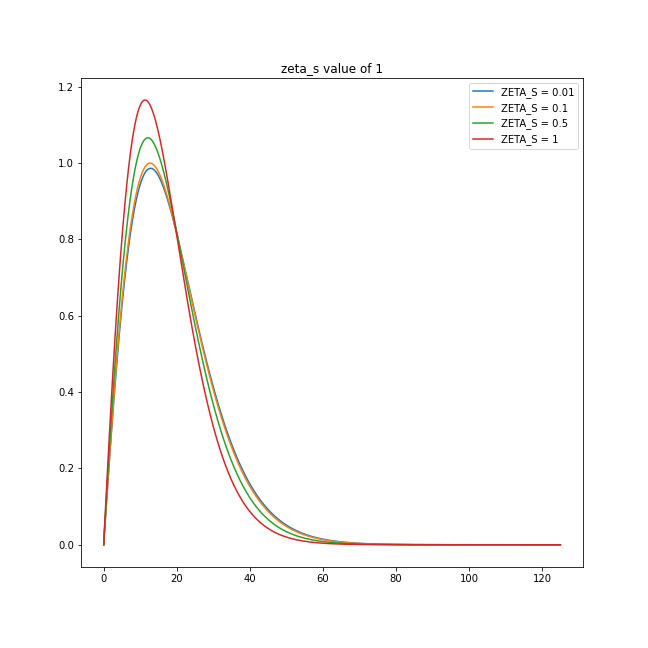 zeta_s value of 1
ZETA_S = 0.01
ZETA_S = 0.1
ZETA_S = 0.5
ZETA_S = 1
1.2
1.0
0.8
0.6
0.4
0.2
0.0
0 20 40 60 80 100 120